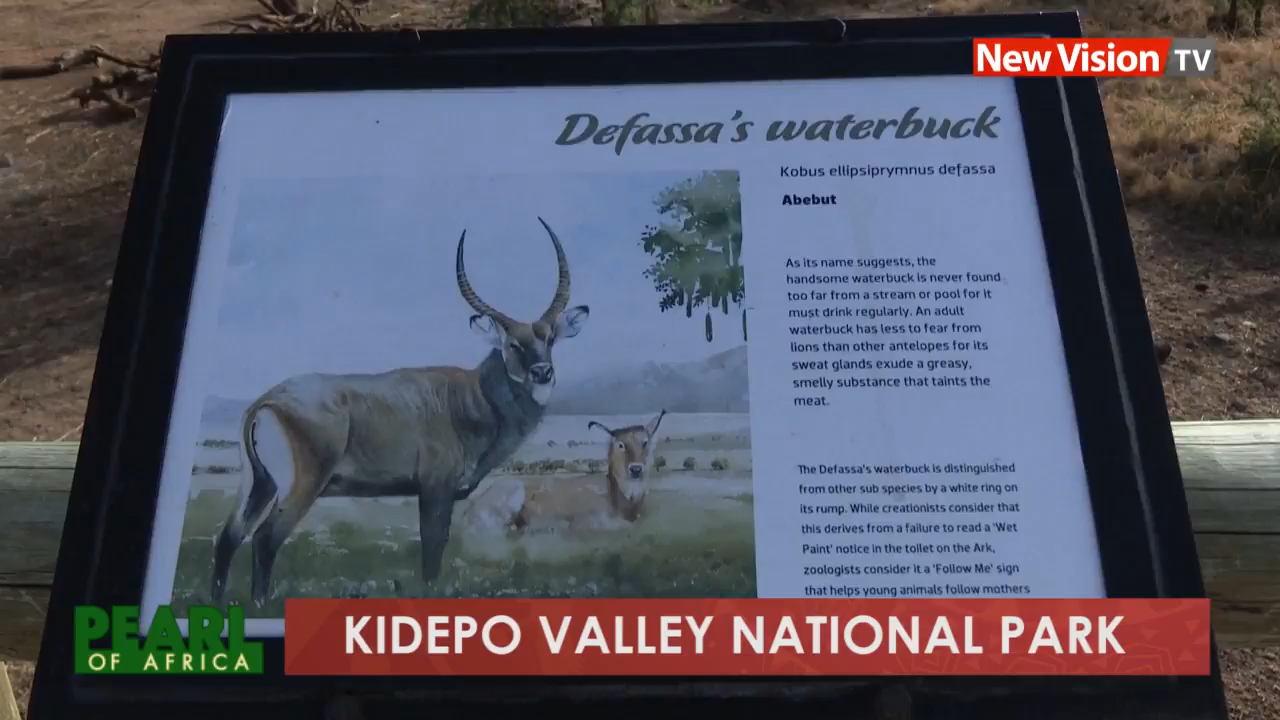 New Vision TV
Defassa's waterbuck
Kobus ellipsiprymnus defassa
Abebut
As its name suggests, the
handsome waterbuck is never found
too far from a stream or pool for it
must drink regularly. An adult
waterbuck has less to fear from
lions than other antelopes for its
sweat glands exude a greasy,
smelly substance that taints the
meat.
The Defassa's waterbuck is distinguished
from other sub species by a white ring on
its rump. While creationists consider that
this derives from a failure to read a 'Wet
Paint' notice in the toilet on the Ark,
zoologists consider it a 'Follow Me' sign
that helps young animals follow mothers
PEARL
OF AFRICA
KIDEPO VALLEY NATIONAL PARK